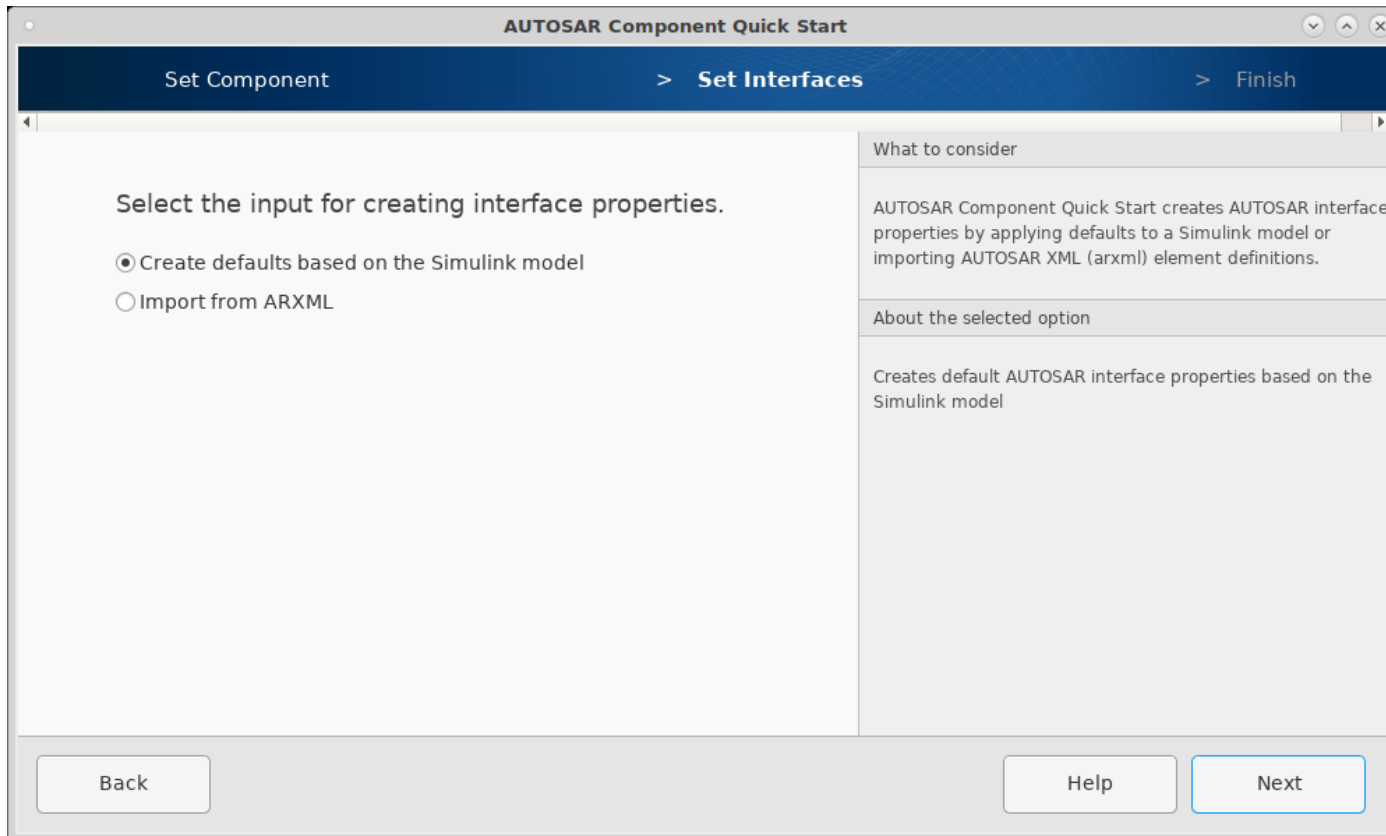 AUTOSAR Component Quick Start
Set Component > Set Interfaces > Finish
Select the input for creating interface properties.
Create defaults based on the Simulink model
Import from ARXML
What to consider
AUTOSAR Component Quick Start creates AUTOSAR interface
properties by applying defaults to a Simulink model or
importing AUTOSAR XML (arxml) element definitions.
About the selected option
Creates default AUTOSAR interface properties based on the
Simulink model
Back
Help
Next